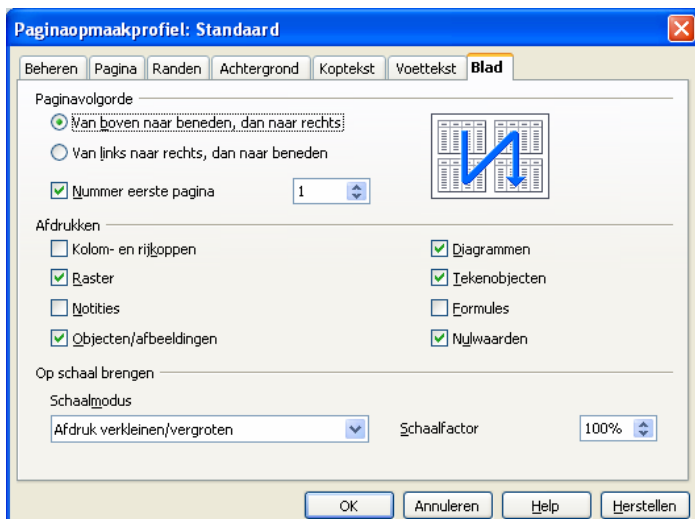 Paginaopmaakprofiel: Standaard
Beheren Pagina Randen Achtergrond Koptekst Voettekst Blad
Paginavolgorde
Van boven naar beneden, dan naar rechts
Van links naar rechts, dan naar beneden
Nummer eerste pagina 1
Afdrukken
Kolom- en rijkoppen Diagrammen
Raster Tekenobjecten
Notities Formules
Objecten/afbeeldingen Nulwaarden
Op schaal brengen
Schaalmodus
Afdruk verkleinen/vergroten Schaalfactor 100%
OK Annuleren Help Herstellen